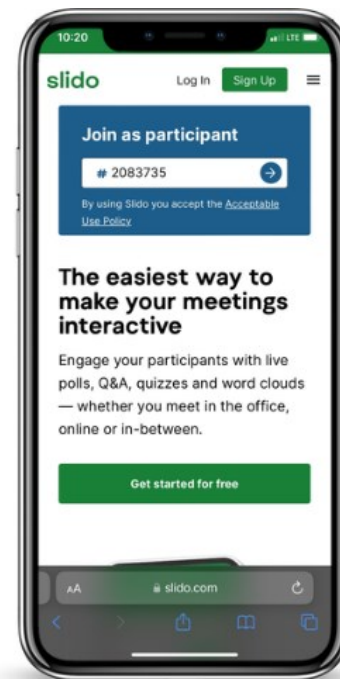 10:20
LTE
slido
Log In
Sign Up
Join as participant
# 2083735
By using Slido you accept the Acceptable
Use Policy
The easiest way to
make your meetings
interactive
Engage your participants with live
polls, Q&A, quizzes and word clouds
— whether you meet in the office,
online or in-between.
Get started for free
AA
slido.com